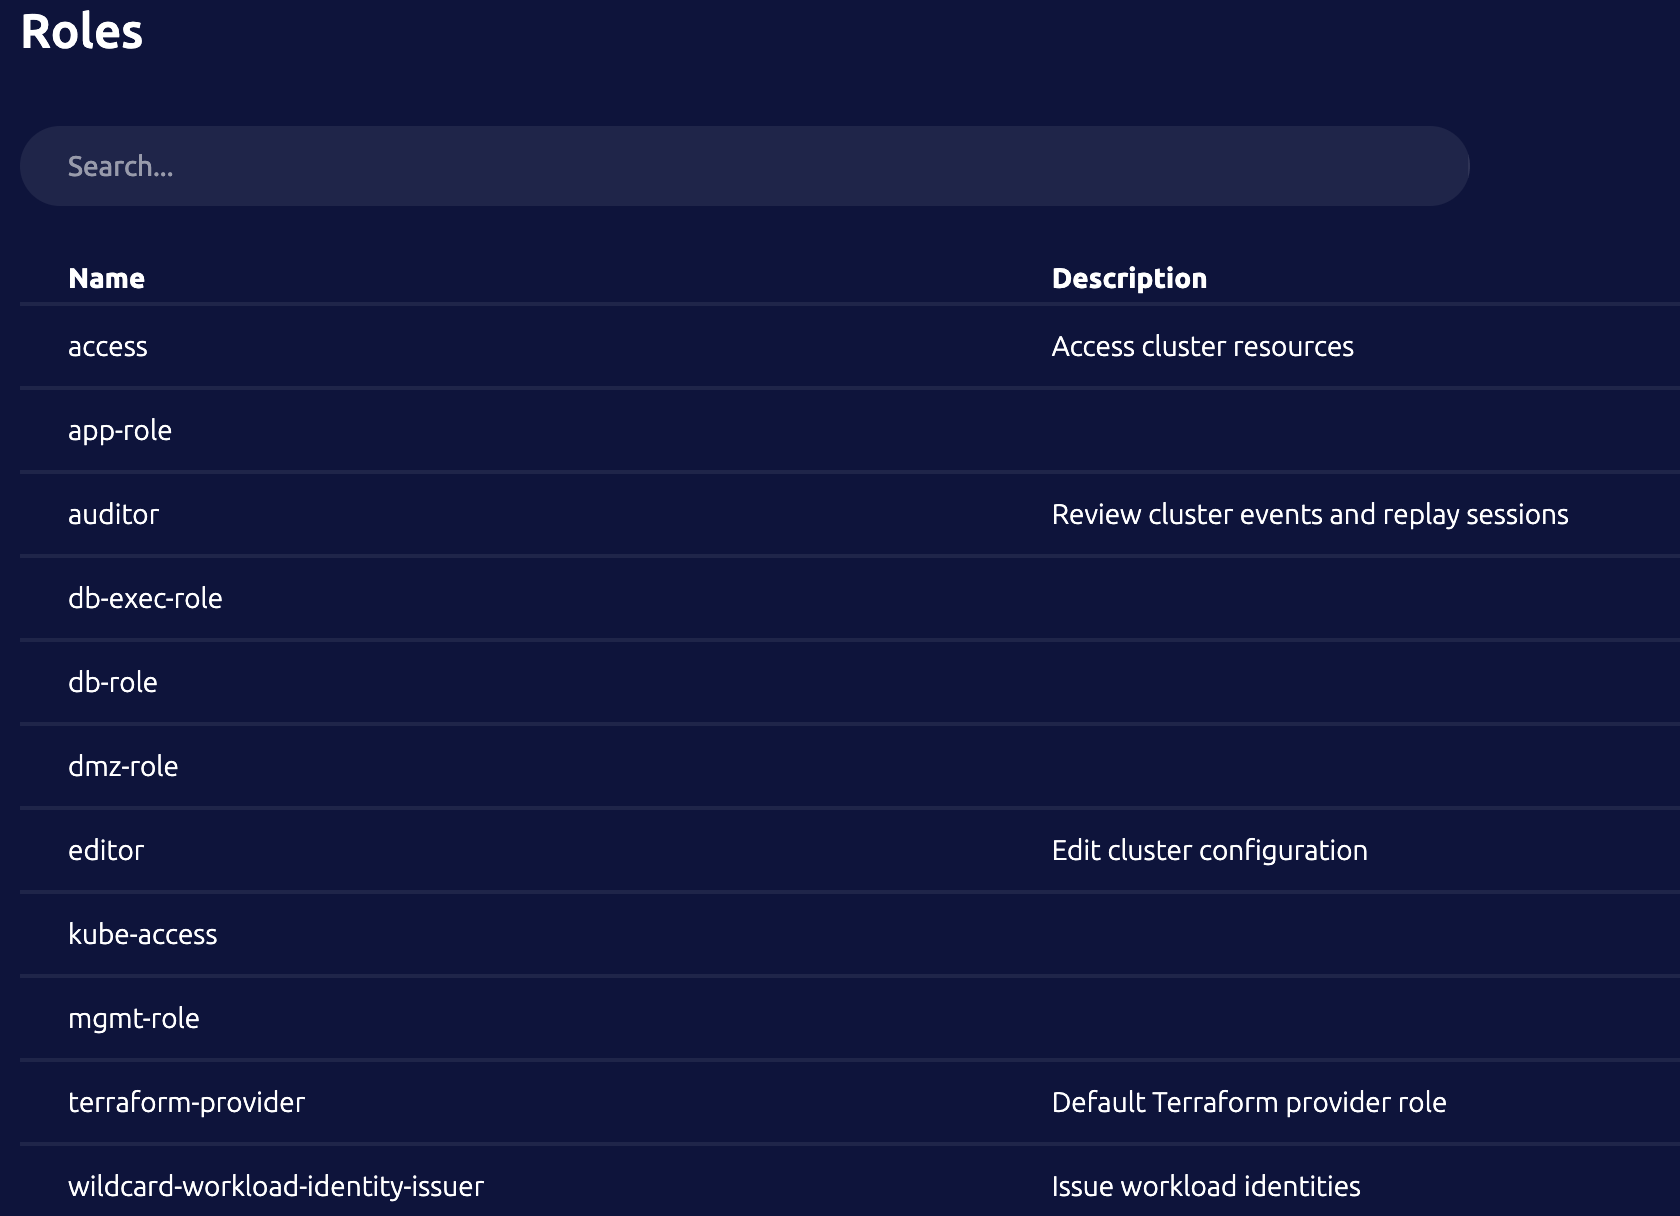 Roles
Search...
Name Description
access Access cluster resources
app-role
auditor Review cluster events and replay sessions
db-exec-role
db-role
dmz-role
editor Edit cluster configuration
kube-access
mgmt-role
terraform-provider Default Terraform provider role
wildcard-workload-identity-issuer Issue workload identities